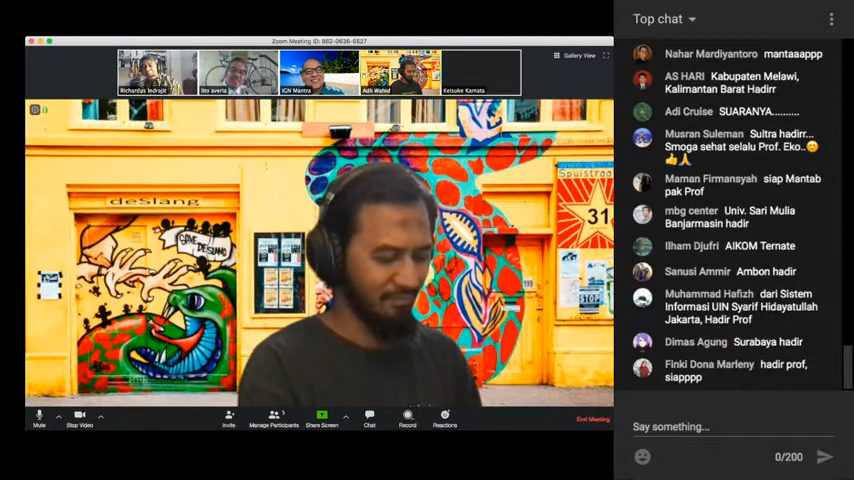 Zoom Meeting ID: 862-0636-6527
Gallery View
Richardus Indrajit
Ito averia
IGN Mantra
Adik Wahid
Keisuke Kamata
deSlang
GAVE DESLANG
Spuistraat
31
199
STOP
Mute
Stop Video
Invite
Manage Participants
5
Share Screen
Chat
Record
Reactions
End Meeting
Top chat
Nahar Mardiyantoro mantaaappp
AS HARI Kabupaten Melawi,
Kalimantan Barat Hadirr
Adi Cruise SUARANYA..........
Musran Suleman Sultra hadirr...
Smoga sehat selalu Prof. Eko..😊
👍🙏
Maman Firmansyah siap Mantab
pak Prof
mbg center Univ. Sari Mulia
Banjarmasin hadir
Ilham Djufri AIKOM Ternate
Sanusi Ammir Ambon hadir
Muhammad Hafizh dari Sistem
Informasi UIN Syarif Hidayatullah
Jakarta, Hadir Prof
Dimas Agung Surabaya hadir
Finki Dona Marleny hadir prof,
siapppp
Say something...
0/200